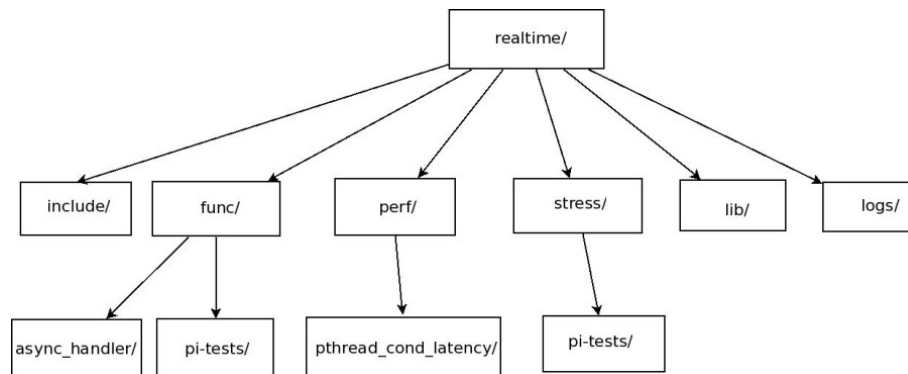 realtime/
include/
func/
perf/
stress/
lib/
logs/
async_handler/
pi-tests/
pthread_cond_latency/
pi-tests/